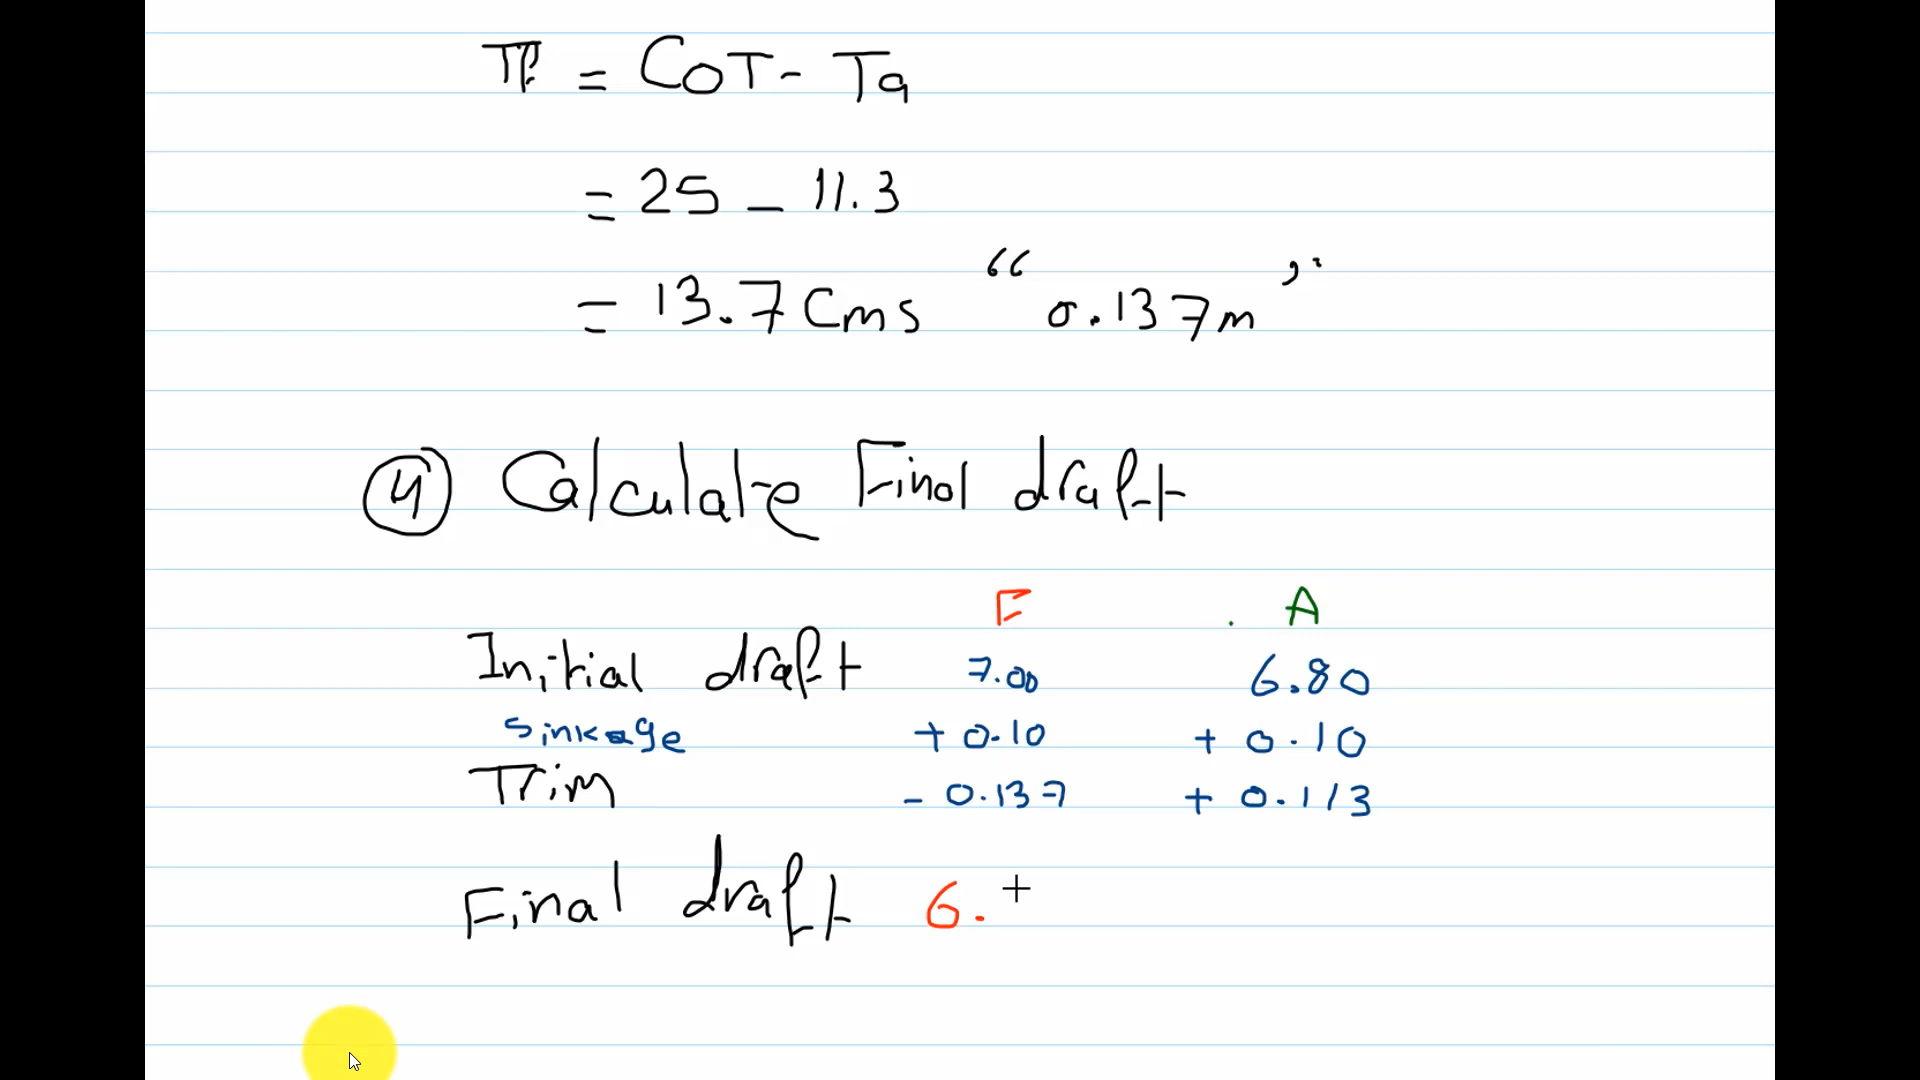 TF = COT - Ta
= 25 - 11.3
= 13.7 Cms " 0.137m "
④ Calculate Final draft
F A
Initial draft 7.00 6.80
Sinkage + 0.10 + 0.10
Trim - 0.137 + 0.113
Final draft 6.